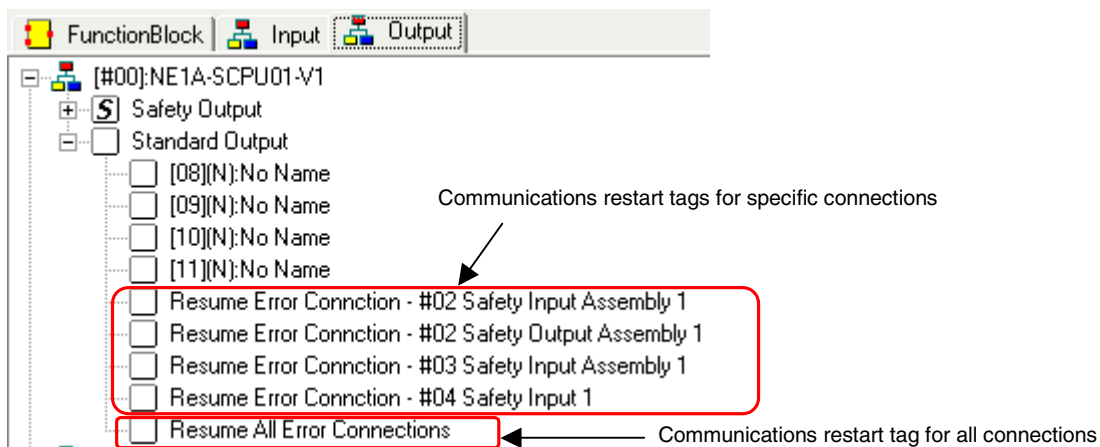 FunctionBlock Input Output
[#00]:NE1A-SCPU01-V1
S Safety Output
Standard Output
[08](N):No Name
[09](N):No Name
Communications restart tags for specific connections
[10](N):No Name
[11](N):No Name
Resume Error Connction - #02 Safety Input Assembly 1
Resume Error Connction - #02 Safety Output Assembly 1
Resume Error Connction - #03 Safety Input Assembly 1
Resume Error Connction - #04 Safety Input 1
Resume All Error Connections
Communications restart tag for all connections